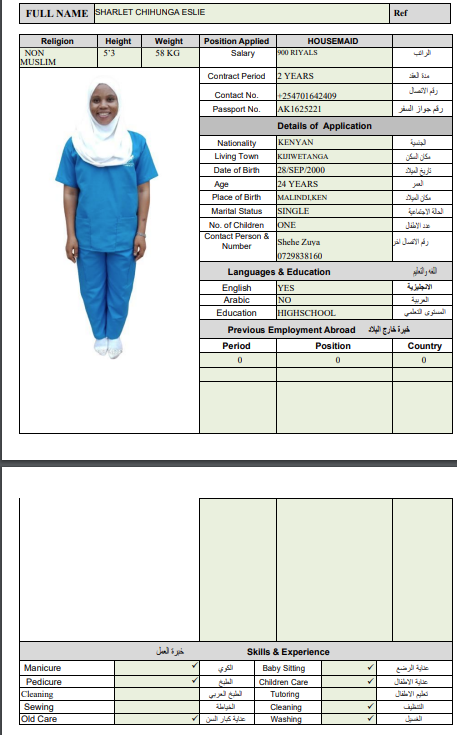 FULL NAME SHARLET CHIHUNGA ESLIE Ref
Religion Height Weight Position Applied HOUSEMAID
NON MUSLIM 5'3 58 KG Salary 900 RIYALS الراتب
Contract Period 2 YEARS مدة العقد
Contact No. +254701642409 رقم الاتصال
Passport No. AK1625221 رقم جواز السفر
Details of Application
Nationality KENYAN الجنسية
Living Town KIJIWETANGA مكان السكن
Date of Birth 28/SEP/2000 تاريخ الميلاد
Age 24 YEARS العمر
Place of Birth MALINDI,KEN مكان الميلاد
Marital Status SINGLE الحالة الاجتماعية
No. of Children ONE عدد الاطفال
Contact Person & Number Shehe Zuya رقم الاتصال اخر
0729838160
Languages & Education اللغه والتعليم
English YES الانجليزية
Arabic NO العربية
Education HIGHSCHOOL المستوى التعلمي
Previous Employment Abroad خبرة خارج البلاد
Period Position Country
0 0 0
خبرة العمل Skills & Experience
Manicure ✓ الكوي Baby Sitting ✓ عناية الرضع
Pedicure ✓ الطبخ Children Care ✓ عناية الاطفال
Cleaning الطبخ العربي Tutoring تعليم الاطفال
Sewing الخياطة Cleaning ✓ التنظيف
Old Care ✓ عناية كبار السن Washing ✓ الغسيل